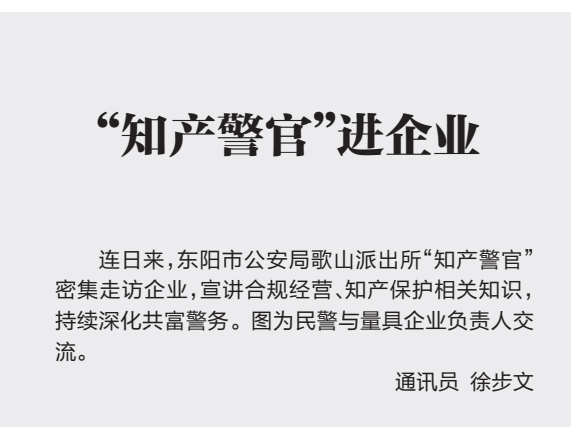 “知产警官”进企业
连日来，东阳市公安局歌山派出所“知产警官”
密集走访企业，宣讲合规经营、知产保护相关知识，
持续深化共富警务。图为民警与量具企业负责人交
流。
通讯员 徐步文